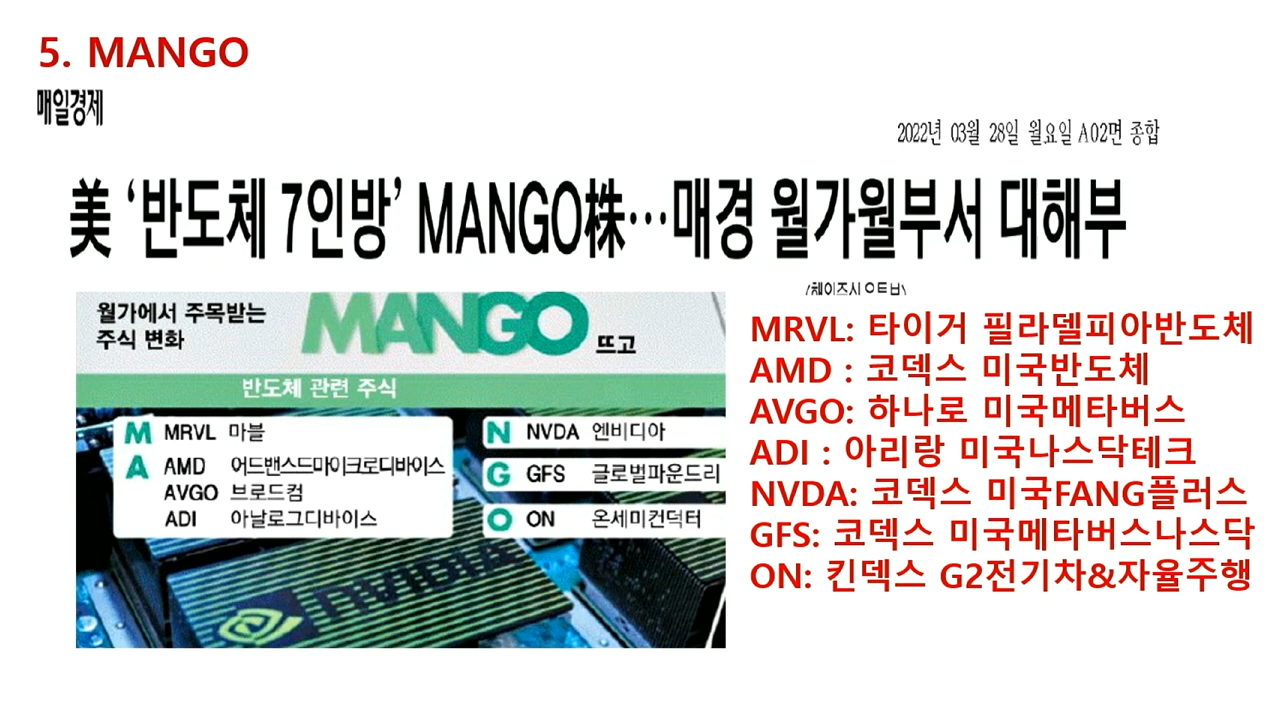 5. MANGO
매일경제
2022년 03월 28일 월요일 A02면 종합
美 ‘반도체 7인방’ MANGO株…매경 월가월부서 대해부
월가에서 주목받는
주식 변화
MANGO 뜨고
반도체 관련 주식
M MRVL 마블
A AMD 어드밴스드마이크로디바이스
AVGO 브로드컴
ADI 아날로그디바이스
N NVDA 엔비디아
G GFS 글로벌파운드리
O ON 온세미컨덕터
NVIDIA
MRVL: 타이거 필라델피아반도체
AMD : 코덱스 미국반도체
AVGO: 하나로 미국메타버스
ADI : 아리랑 미국나스닥테크
NVDA: 코덱스 미국FANG플러스
GFS: 코덱스 미국메타버스나스닥
ON: 킨덱스 G2전기차&자율주행